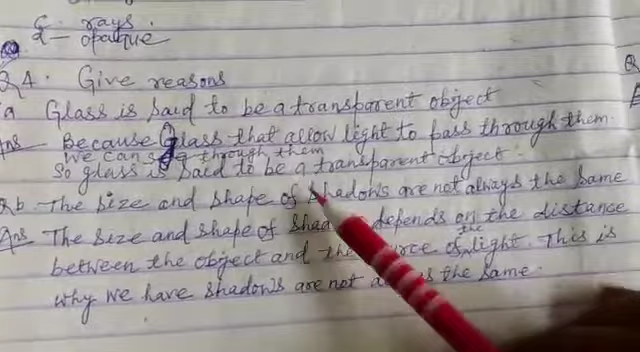 c- rays.
d- opaque
Q4. Give reasons
a Glass is said to be a transparent object
Ans Because Glass that allow light to pass through them.
We can see through them
So glass is said to be a transparent object.
Qb The size and shape of shadows are not always the same
Ans The size and shape of depends on the distance
between the object and the of the light. This is
why we have shadows are not the same.
Q